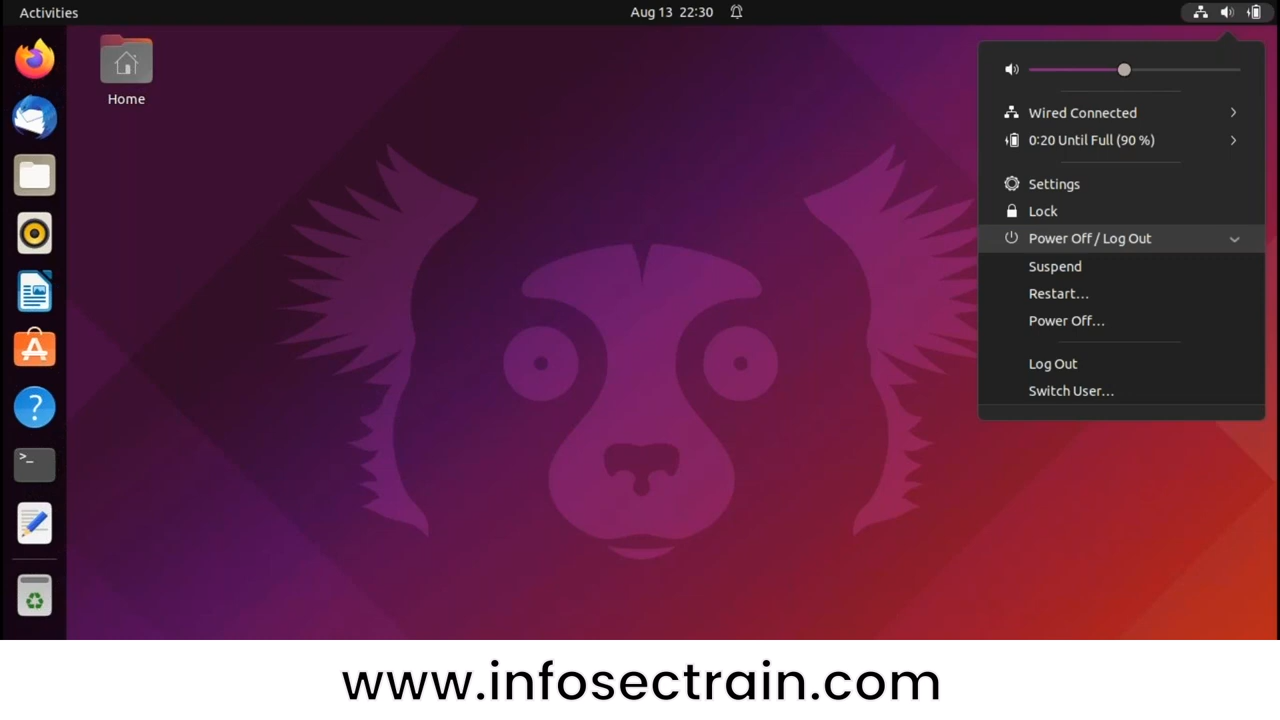 Activities
Aug 13 22:30
Home
Wired Connected
0:20 Until Full (90 %)
Settings
Lock
Power Off / Log Out
Suspend
Restart...
Power Off...
Log Out
Switch User...
www.infosectrain.com